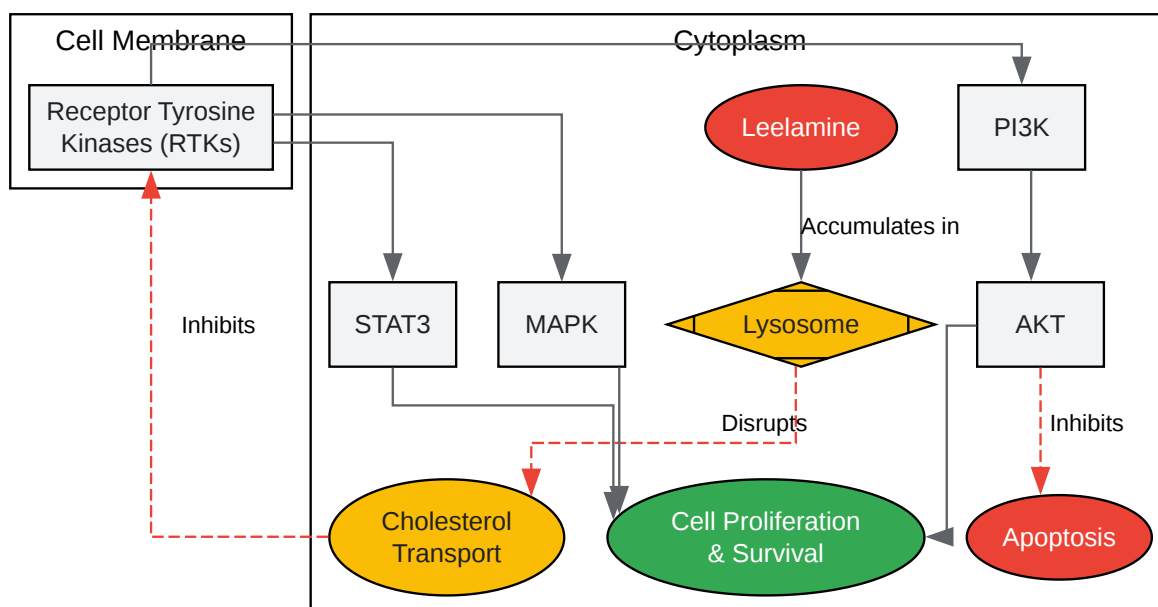 Cell Membrane
Cytoplasm
Receptor Tyrosine
Kinases (RTKs)
Leelamine
PI3K
Accumulates in
Inhibits
STAT3
MAPK
Lysosome
AKT
Disrupts
Inhibits
Cholesterol
Transport
Cell Proliferation
& Survival
Apoptosis